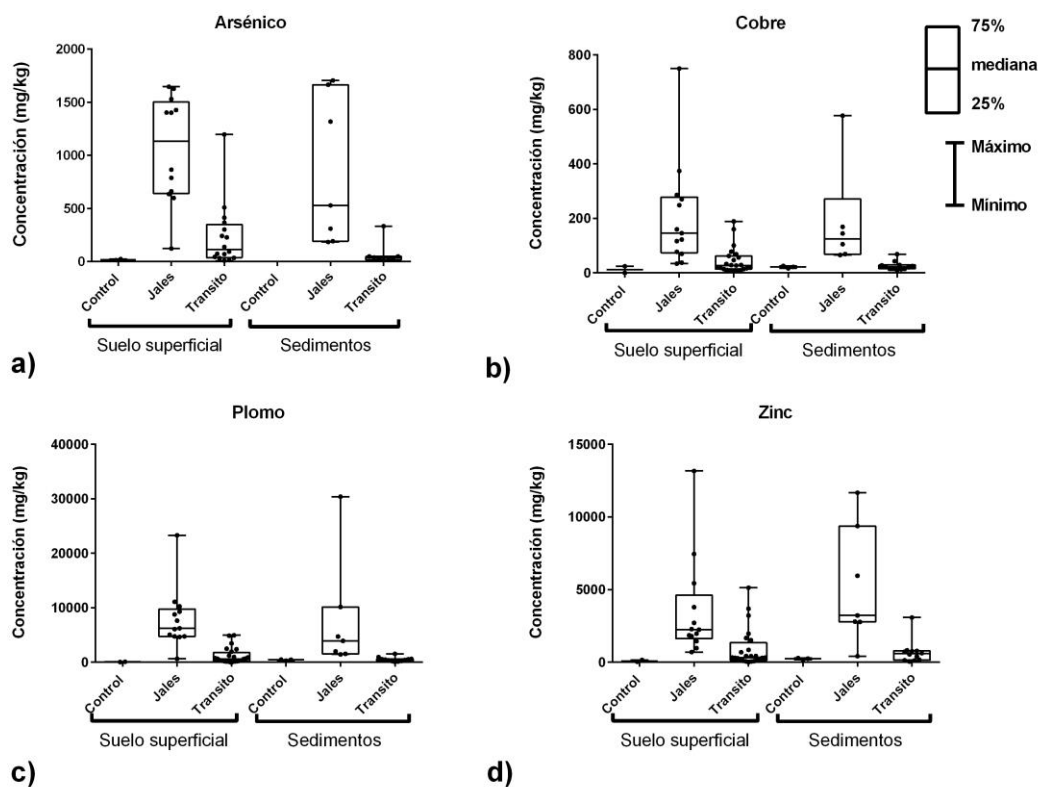 Arsénico
Concentración (mg/kg)
2000
1500
1000
500
0
Control
Jales
Transito
Control
Jales
Transito
Suelo superficial
Sedimentos
a)
Cobre
Concentración (mg/kg)
800
600
400
200
0
Control
Jales
Transito
Control
Jales
Transito
Suelo superficial
Sedimentos
b)
75%
mediana
25%
Máximo
Mínimo
Plomo
Concentración (mg/kg)
40000
30000
20000
10000
0
Control
Jales
Transito
Control
Jales
Transito
Suelo superficial
Sedimentos
c)
Zinc
Concentración (mg/kg)
15000
10000
5000
0
Control
Jales
Transito
Control
Jales
Transito
Suelo superficial
Sedimentos
d)